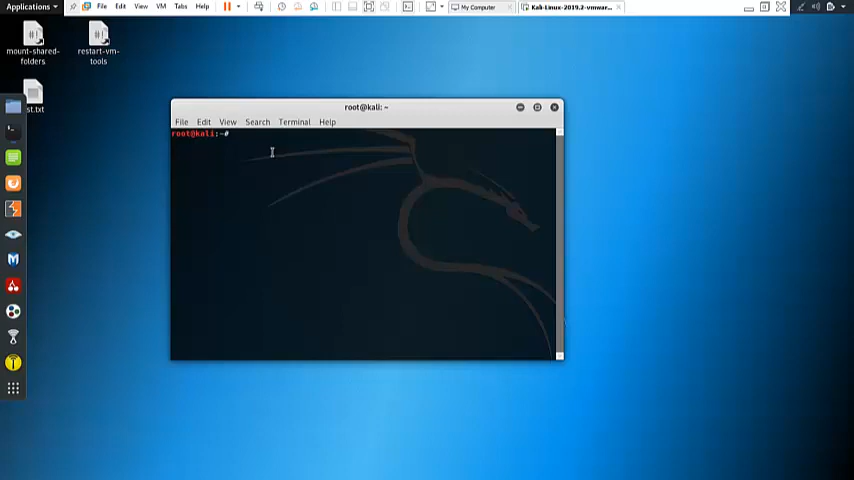 Applications
File Edit View VM Tabs Help
My Computer
Kali-Linux-2019.2-vmwar...
mount-shared-
folders
restart-vm-
tools
st.txt
root@kali: ~
File Edit View Search Terminal Help
root@kali:~#